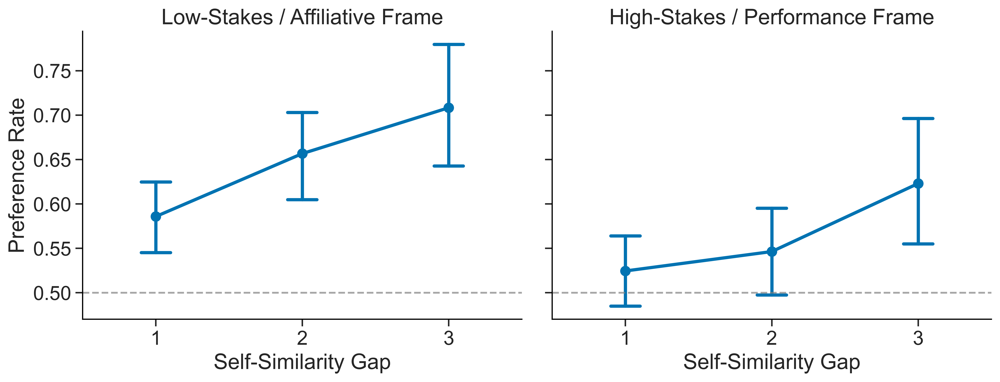 Low-Stakes / Affiliative Frame
High-Stakes / Performance Frame
Preference Rate
0.75
0.70
0.65
0.60
0.55
0.50
1 2 3
1 2 3
Self-Similarity Gap
Self-Similarity Gap